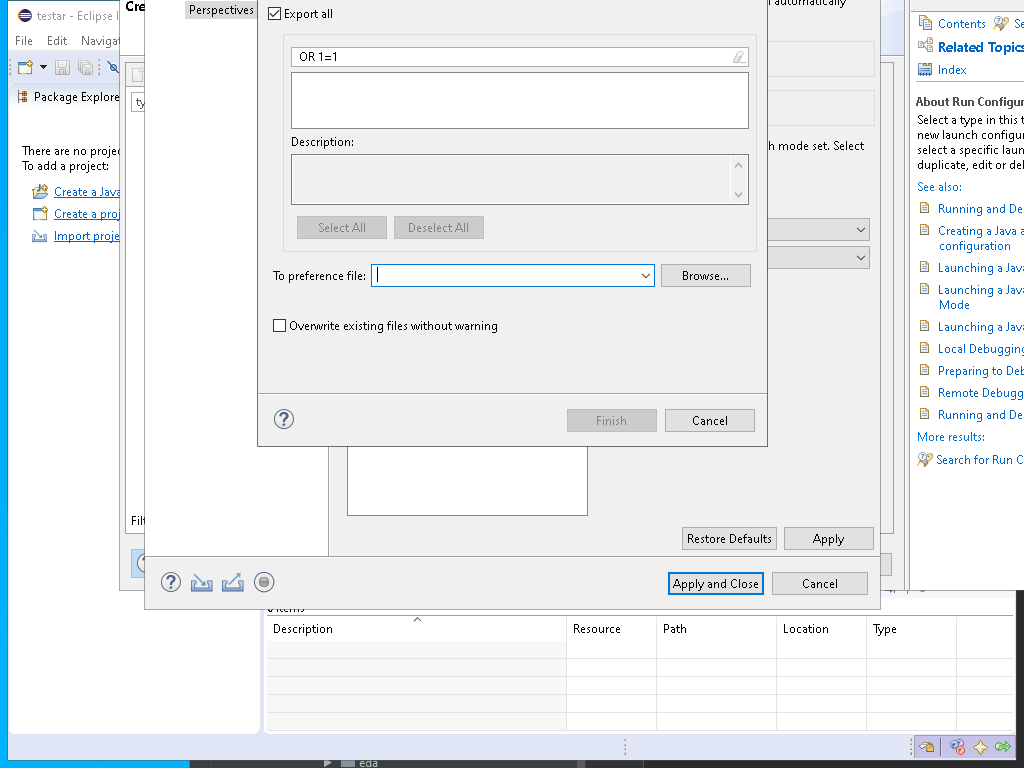 testar - Eclipse I
File Edit Navigat
Package Explore
There are no projec
To add a project:
Create a Java
Create a proj
Import proje
Cre
ty
Filt
Perspectives
Export all
OR 1=1
Description:
Select All Deselect All
To preference file:
Browse...
Overwrite existing files without warning
Finish Cancel
automatically
h mode set. Select
Restore Defaults Apply
Apply and Close Cancel
Contents Se
Related Topics
Index
About Run Configur
Select a type in this t
new launch configu
select a specific laun
duplicate, edit or del
See also:
Running and De
Creating a Java a
configuration
Launching a Java
Launching a Java
Mode
Launching a Java
Local Debugging
Preparing to Deb
Remote Debugg
Running and De
More results:
Search for Run C
items
Description Resource Path Location Type
eda